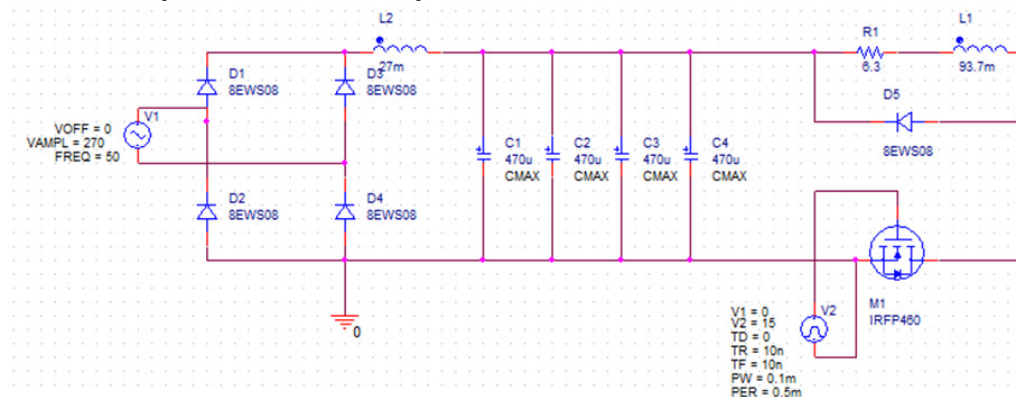 L2
27m
R1
6.3
L1
93.7m
D1
8EWS08
D3
8EWS08
D5
8EWS08
V1
VOFF = 0
VAMPL = 270
FREQ = 50
C1
470u
CMAX
C2
470u
CMAX
C3
470u
CMAX
C4
470u
CMAX
D2
8EWS08
D4
8EWS08
M1
IRFP460
V2
V1 = 0
V2 = 15
TD = 0
TR = 10n
TF = 10n
PW = 0.1m
PER = 0.5m
0